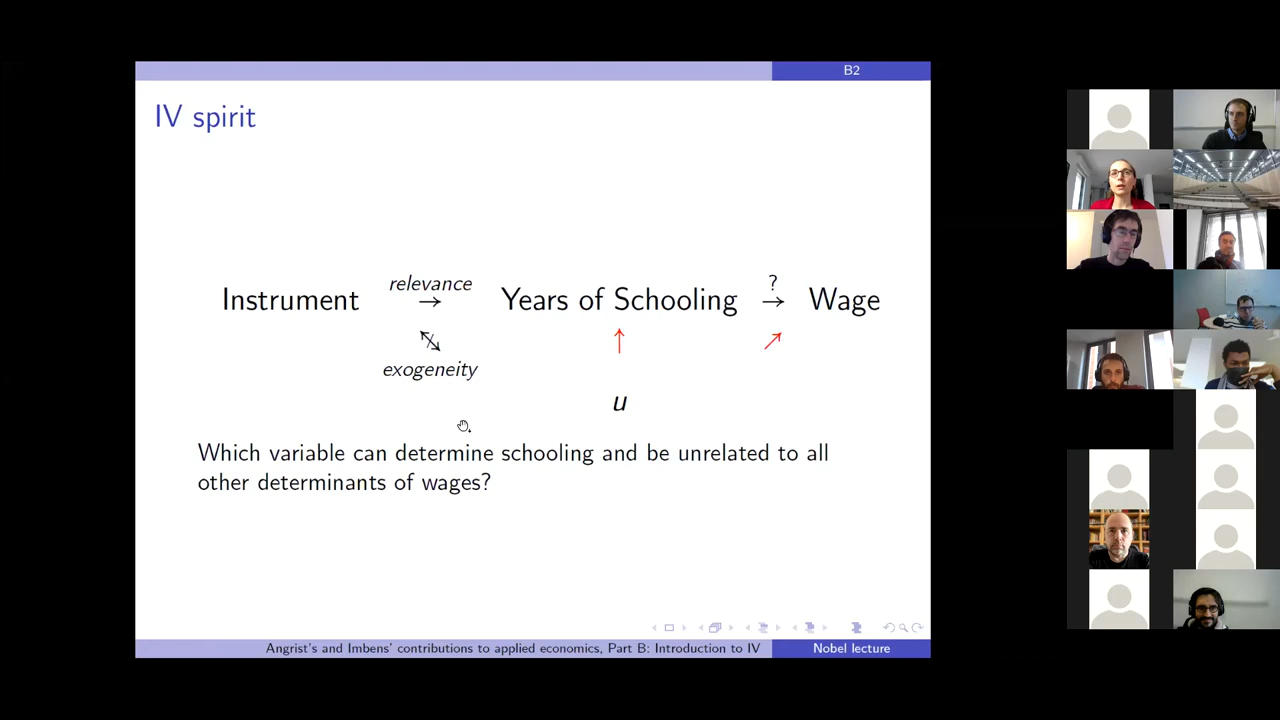 B2
IV spirit
relevance
?
Instrument → Years of Schooling → Wage
exogeneity
u
Which variable can determine schooling and be unrelated to all
other determinants of wages?
Angrist's and Imbens' contributions to applied economics, Part B: Introduction to IV
Nobel lecture